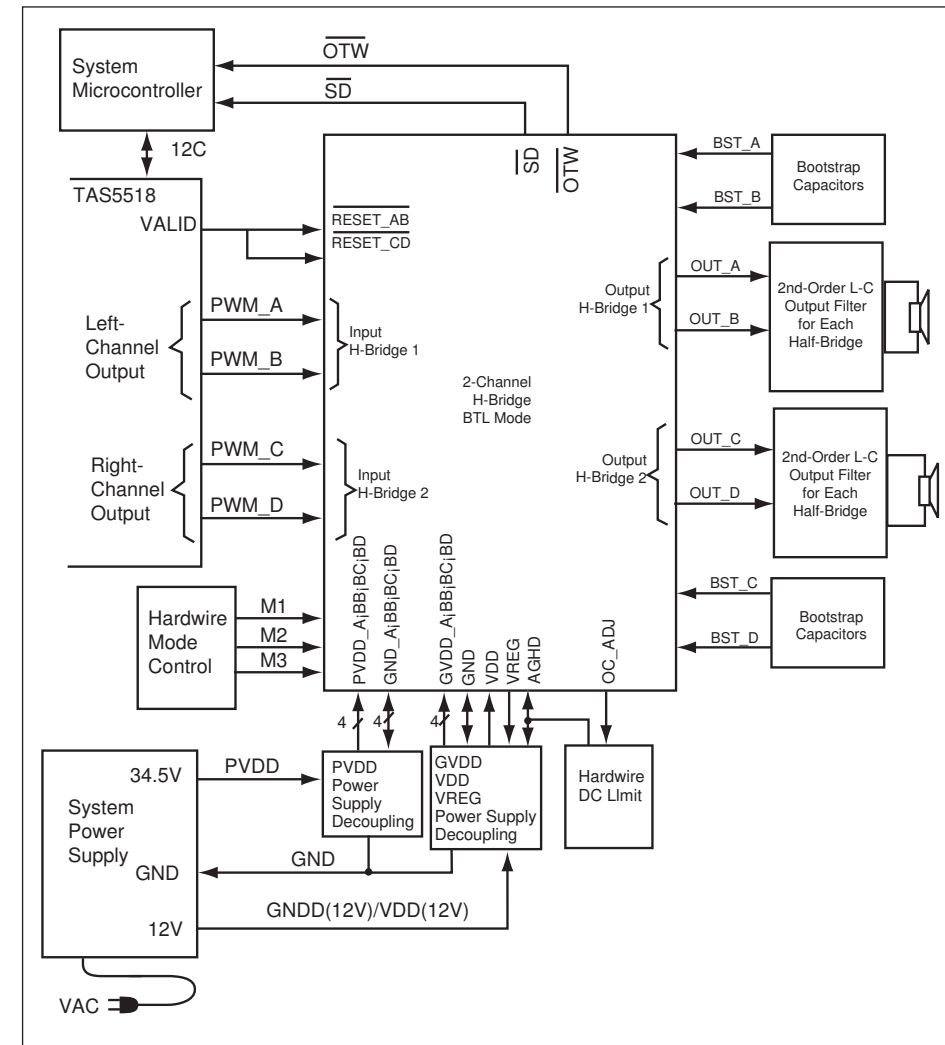 System
Microcontroller
OTW
SD
12C
TAS5518
VALID
SD
OTW
RESET_AB
RESET_CD
BST_A
BST_B
Bootstrap
Capacitors
Left-
Channel
Output
PWM_A
PWM_B
Input
H-Bridge 1
Output
H-Bridge 1
OUT_A
OUT_B
2nd-Order L-C
Output Filter
for Each
Half-Bridge
2-Channel
H-Bridge
BTL Mode
Right-
Channel
Output
PWM_C
PWM_D
Input
H-Bridge 2
Output
H-Bridge 2
OUT_C
OUT_D
2nd-Order L-C
Output Filter
for Each
Half-Bridge
Hardwire
Mode
Control
M1
M2
M3
PVDD_A¡BB¡BC¡BD
GND_A¡BB¡BC¡BD
GVDD_A¡BB¡BC¡BD
GND
VDD
VREG
AGHD
OC_ADJ
BST_C
BST_D
Bootstrap
Capacitors
4
4
4
System
Power
Supply
34.5V
GND
12V
PVDD
PVDD
Power
Supply
Decoupling
GVDD
VDD
VREG
Power Supply
Decoupling
Hardwire
DC LImit
GND
GNDD(12V)/VDD(12V)
VAC